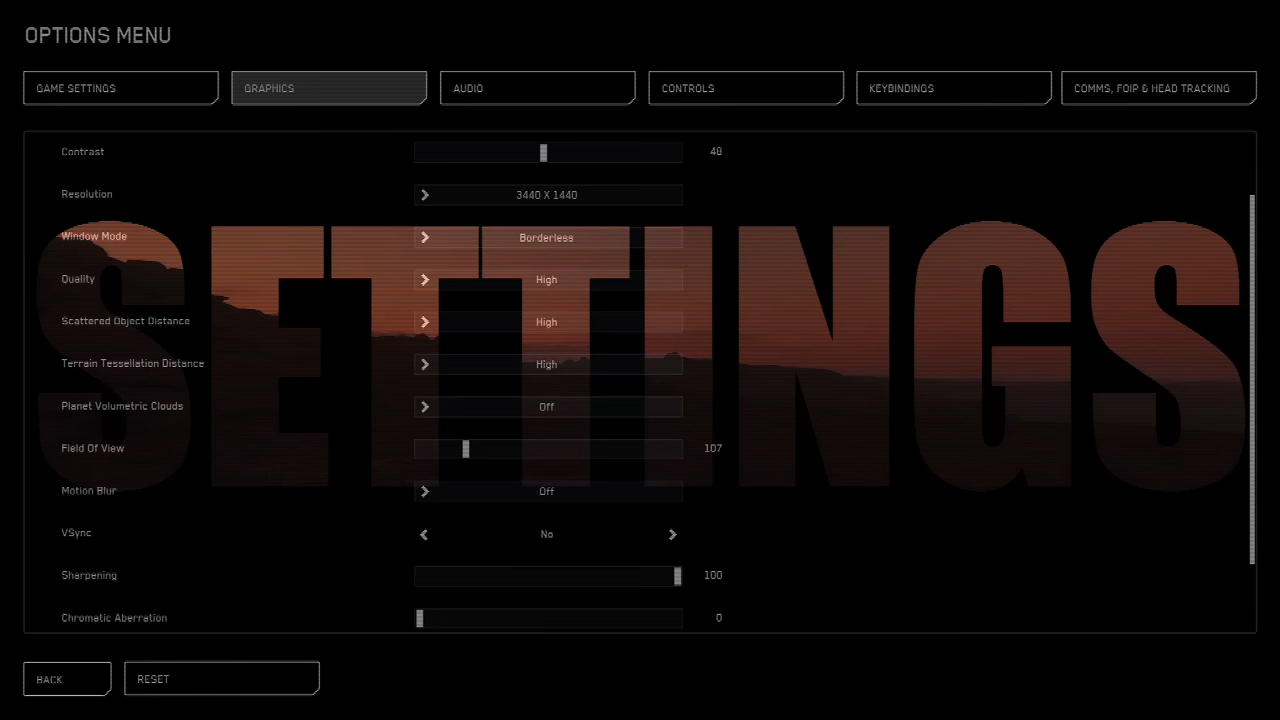 OPTIONS MENU
GAME SETTINGS
GRAPHICS
AUDIO
CONTROLS
KEYBINDINGS
COMMS, FOIP & HEAD TRACKING
SETTINGS
Contrast 48
Resolution 3440 X 1440
Window Mode Borderless
Quality High
Scattered Object Distance High
Terrain Tessellation Distance High
Planet Volumetric Clouds Off
Field Of View 107
Motion Blur Off
VSync No
Sharpening 100
Chromatic Aberration 0
BACK
RESET